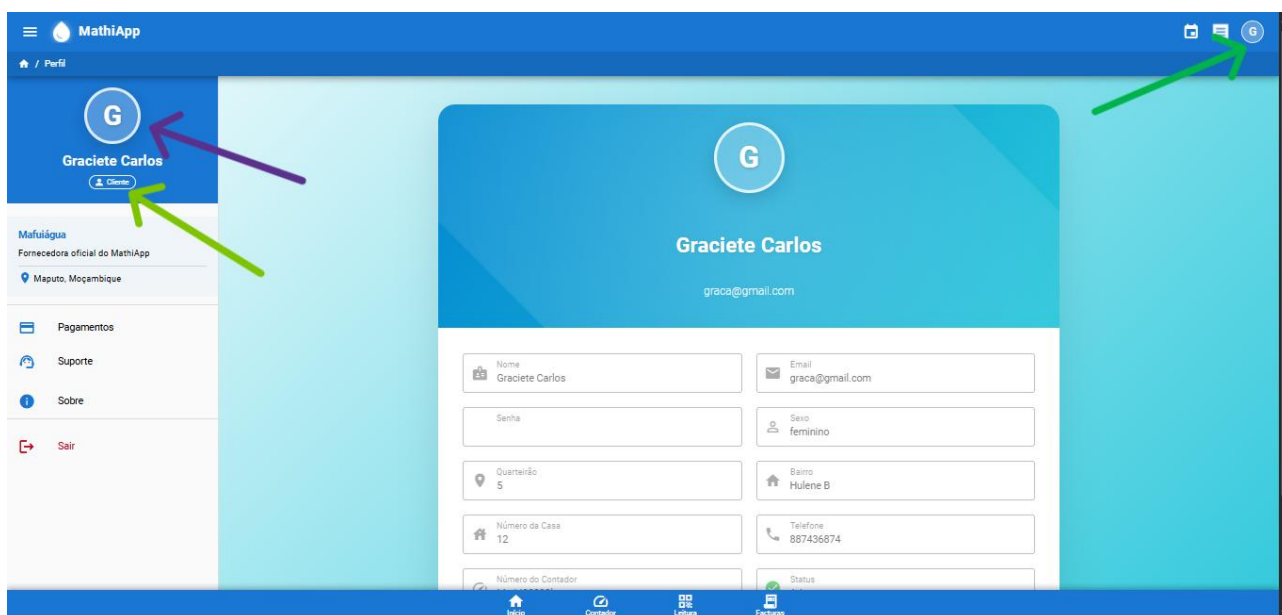 MathiApp
G
/ Perfil
G
Graciete Carlos
Cliente
Mafuiágua
Fornecedora oficial do MathiApp
Maputo, Moçambique
Pagamentos
Suporte
Sobre
Sair
G
Graciete Carlos
graca@gmail.com
Nome
Graciete Carlos
Email
graca@gmail.com
Senha
Sexo
feminino
Quarteirão
5
Bairro
Hulene B
Número da Casa
12
Telefone
887436874
Número do Contador
Status
Início
Contador
Leitura
Facturas